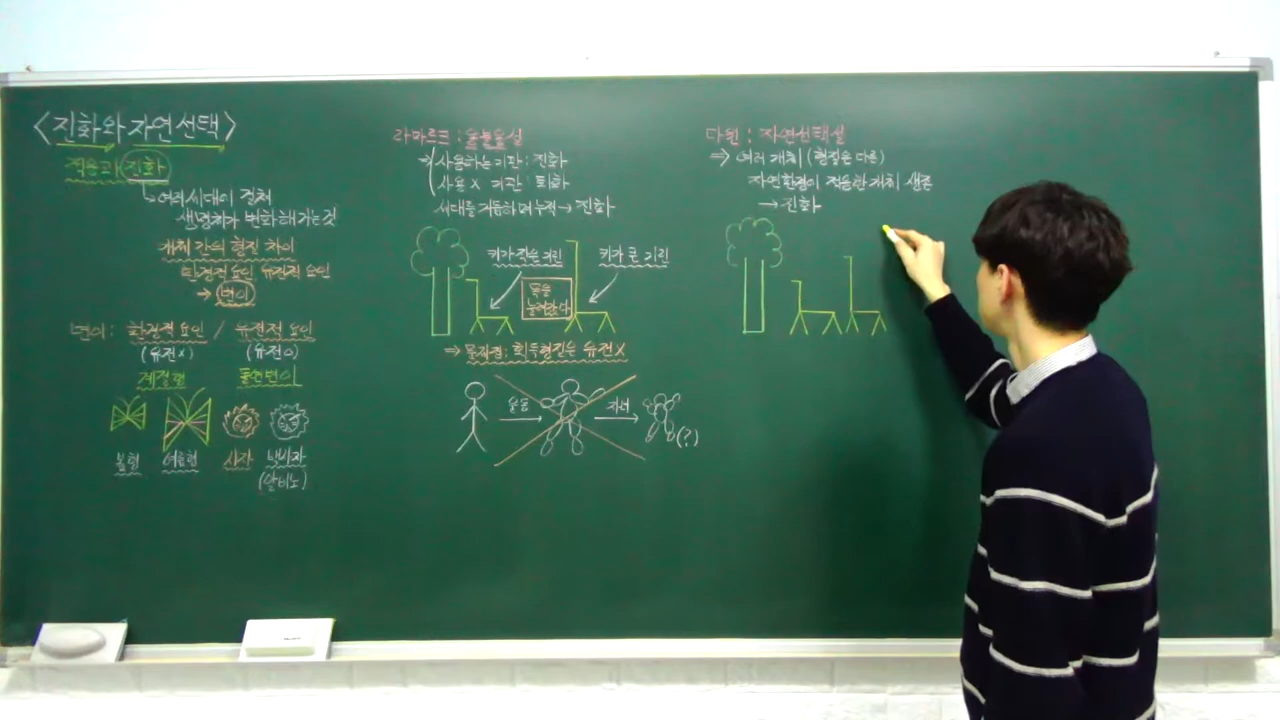 <진화와 자연선택>
적응과 진화
↳ 여러세대에 걸쳐
생명체가 변화해가는것
개체 간의 형질 차이
환경적 요인 유전적 요인
→ 변이
변이: 환경적 요인 / 유전적 요인
(유전X) (유전O)
계절형 돌연변이
봄형 여름형 사자 백사자
(알비노)
라마르크 : 용불용설
→ 사용하는 기관 : 진화
사용 X 기관 : 퇴화
세대를 거듭하며 누적 → 진화
키가 작은 기린 키가 큰 기린
목을
늘려간다
⇒ 문제점: 획득형질은 유전X
운동 자녀
(?)
다윈 : 자연선택설
⇒ 여러 개체 (형질은 다름)
자연환경에 적응한 개체 생존
→ 진화